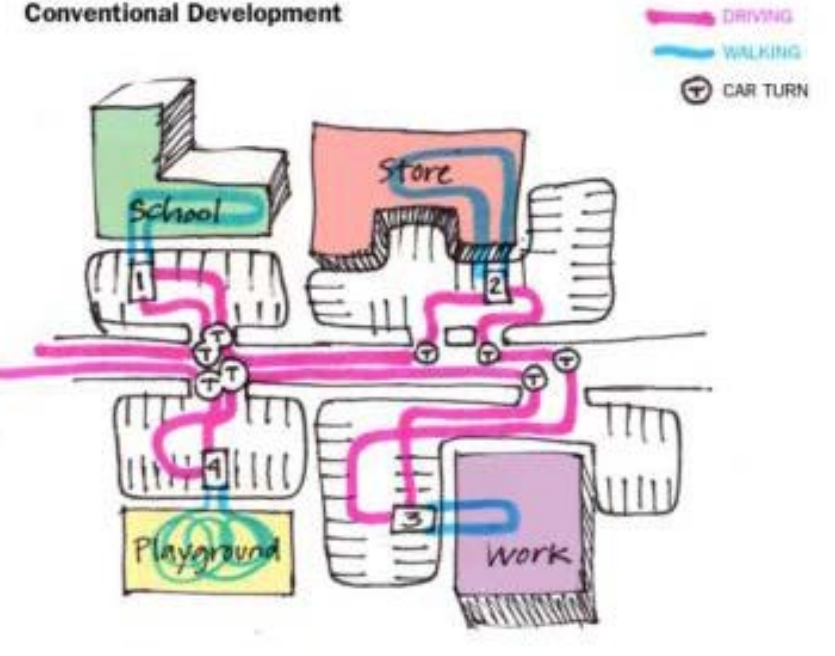 Conventional Development
DRIVING
WALKING
T CAR TURN
Store
School
1
2
T
T
T
T
T
T
T
T
4
3
Playground
Work